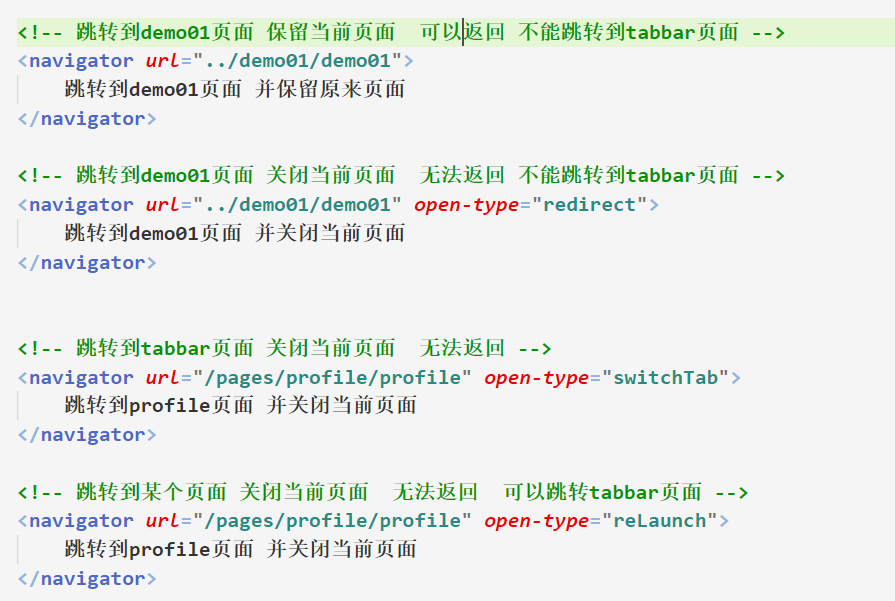 <!-- 跳转到demo01页面 保留当前页面  可以返回 不能跳转到tabbar页面 -->
<navigator url="../demo01/demo01">
    跳转到demo01页面 并保留原来页面
</navigator>
<!-- 跳转到demo01页面 关闭当前页面  无法返回 不能跳转到tabbar页面 -->
<navigator url="../demo01/demo01" open-type="redirect">
    跳转到demo01页面 并关闭当前页面
</navigator>
<!-- 跳转到tabbar页面 关闭当前页面  无法返回 -->
<navigator url="/pages/profile/profile" open-type="switchTab">
    跳转到profile页面 并关闭当前页面
</navigator>
<!-- 跳转到某个页面 关闭当前页面  无法返回  可以跳转tabbar页面 -->
<navigator url="/pages/profile/profile" open-type="reLaunch">
    跳转到profile页面 并关闭当前页面
</navigator>